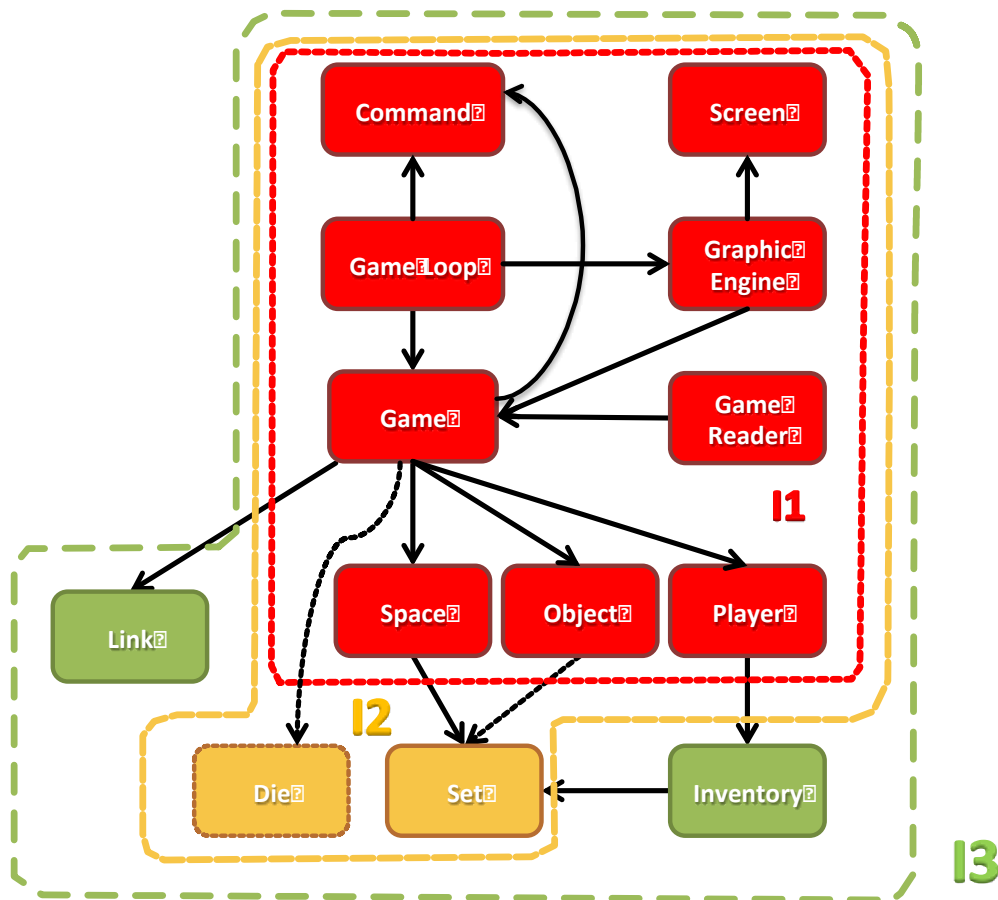 Command
Screen
Game Loop
Graphic
Engine
Game
Game
Reader
I1
Space
Object
Player
Link
I2
Die
Set
Inventory
I3